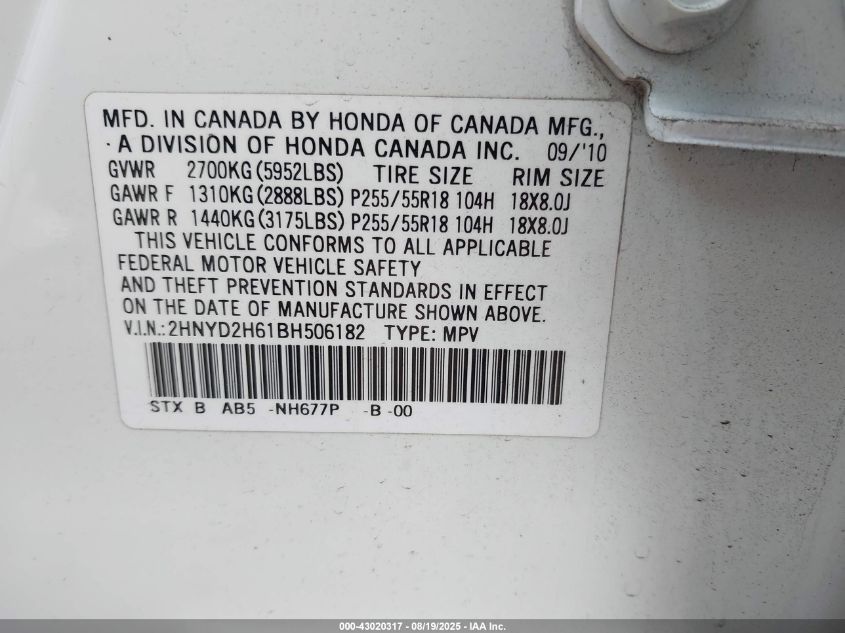 MFD. IN CANADA BY HONDA OF CANADA MFG.,
A DIVISION OF HONDA CANADA INC. 09/'10
GVWR 2700KG(5952LBS) TIRE SIZE RIM SIZE
GAWR F 1310KG(2888LBS) P255/55R18 104H 18X8.0J
GAWR R 1440KG(3175LBS) P255/55R18 104H 18X8.0J
THIS VEHICLE CONFORMS TO ALL APPLICABLE
FEDERAL MOTOR VEHICLE SAFETY
AND THEFT PREVENTION STANDARDS IN EFFECT
ON THE DATE OF MANUFACTURE SHOWN ABOVE.
V.I.N.:2HNYD2H61BH506182 TYPE: MPV
STX B AB5 -NH677P -B -00
000-43020317 - 08/19/2025 - IAA Inc.